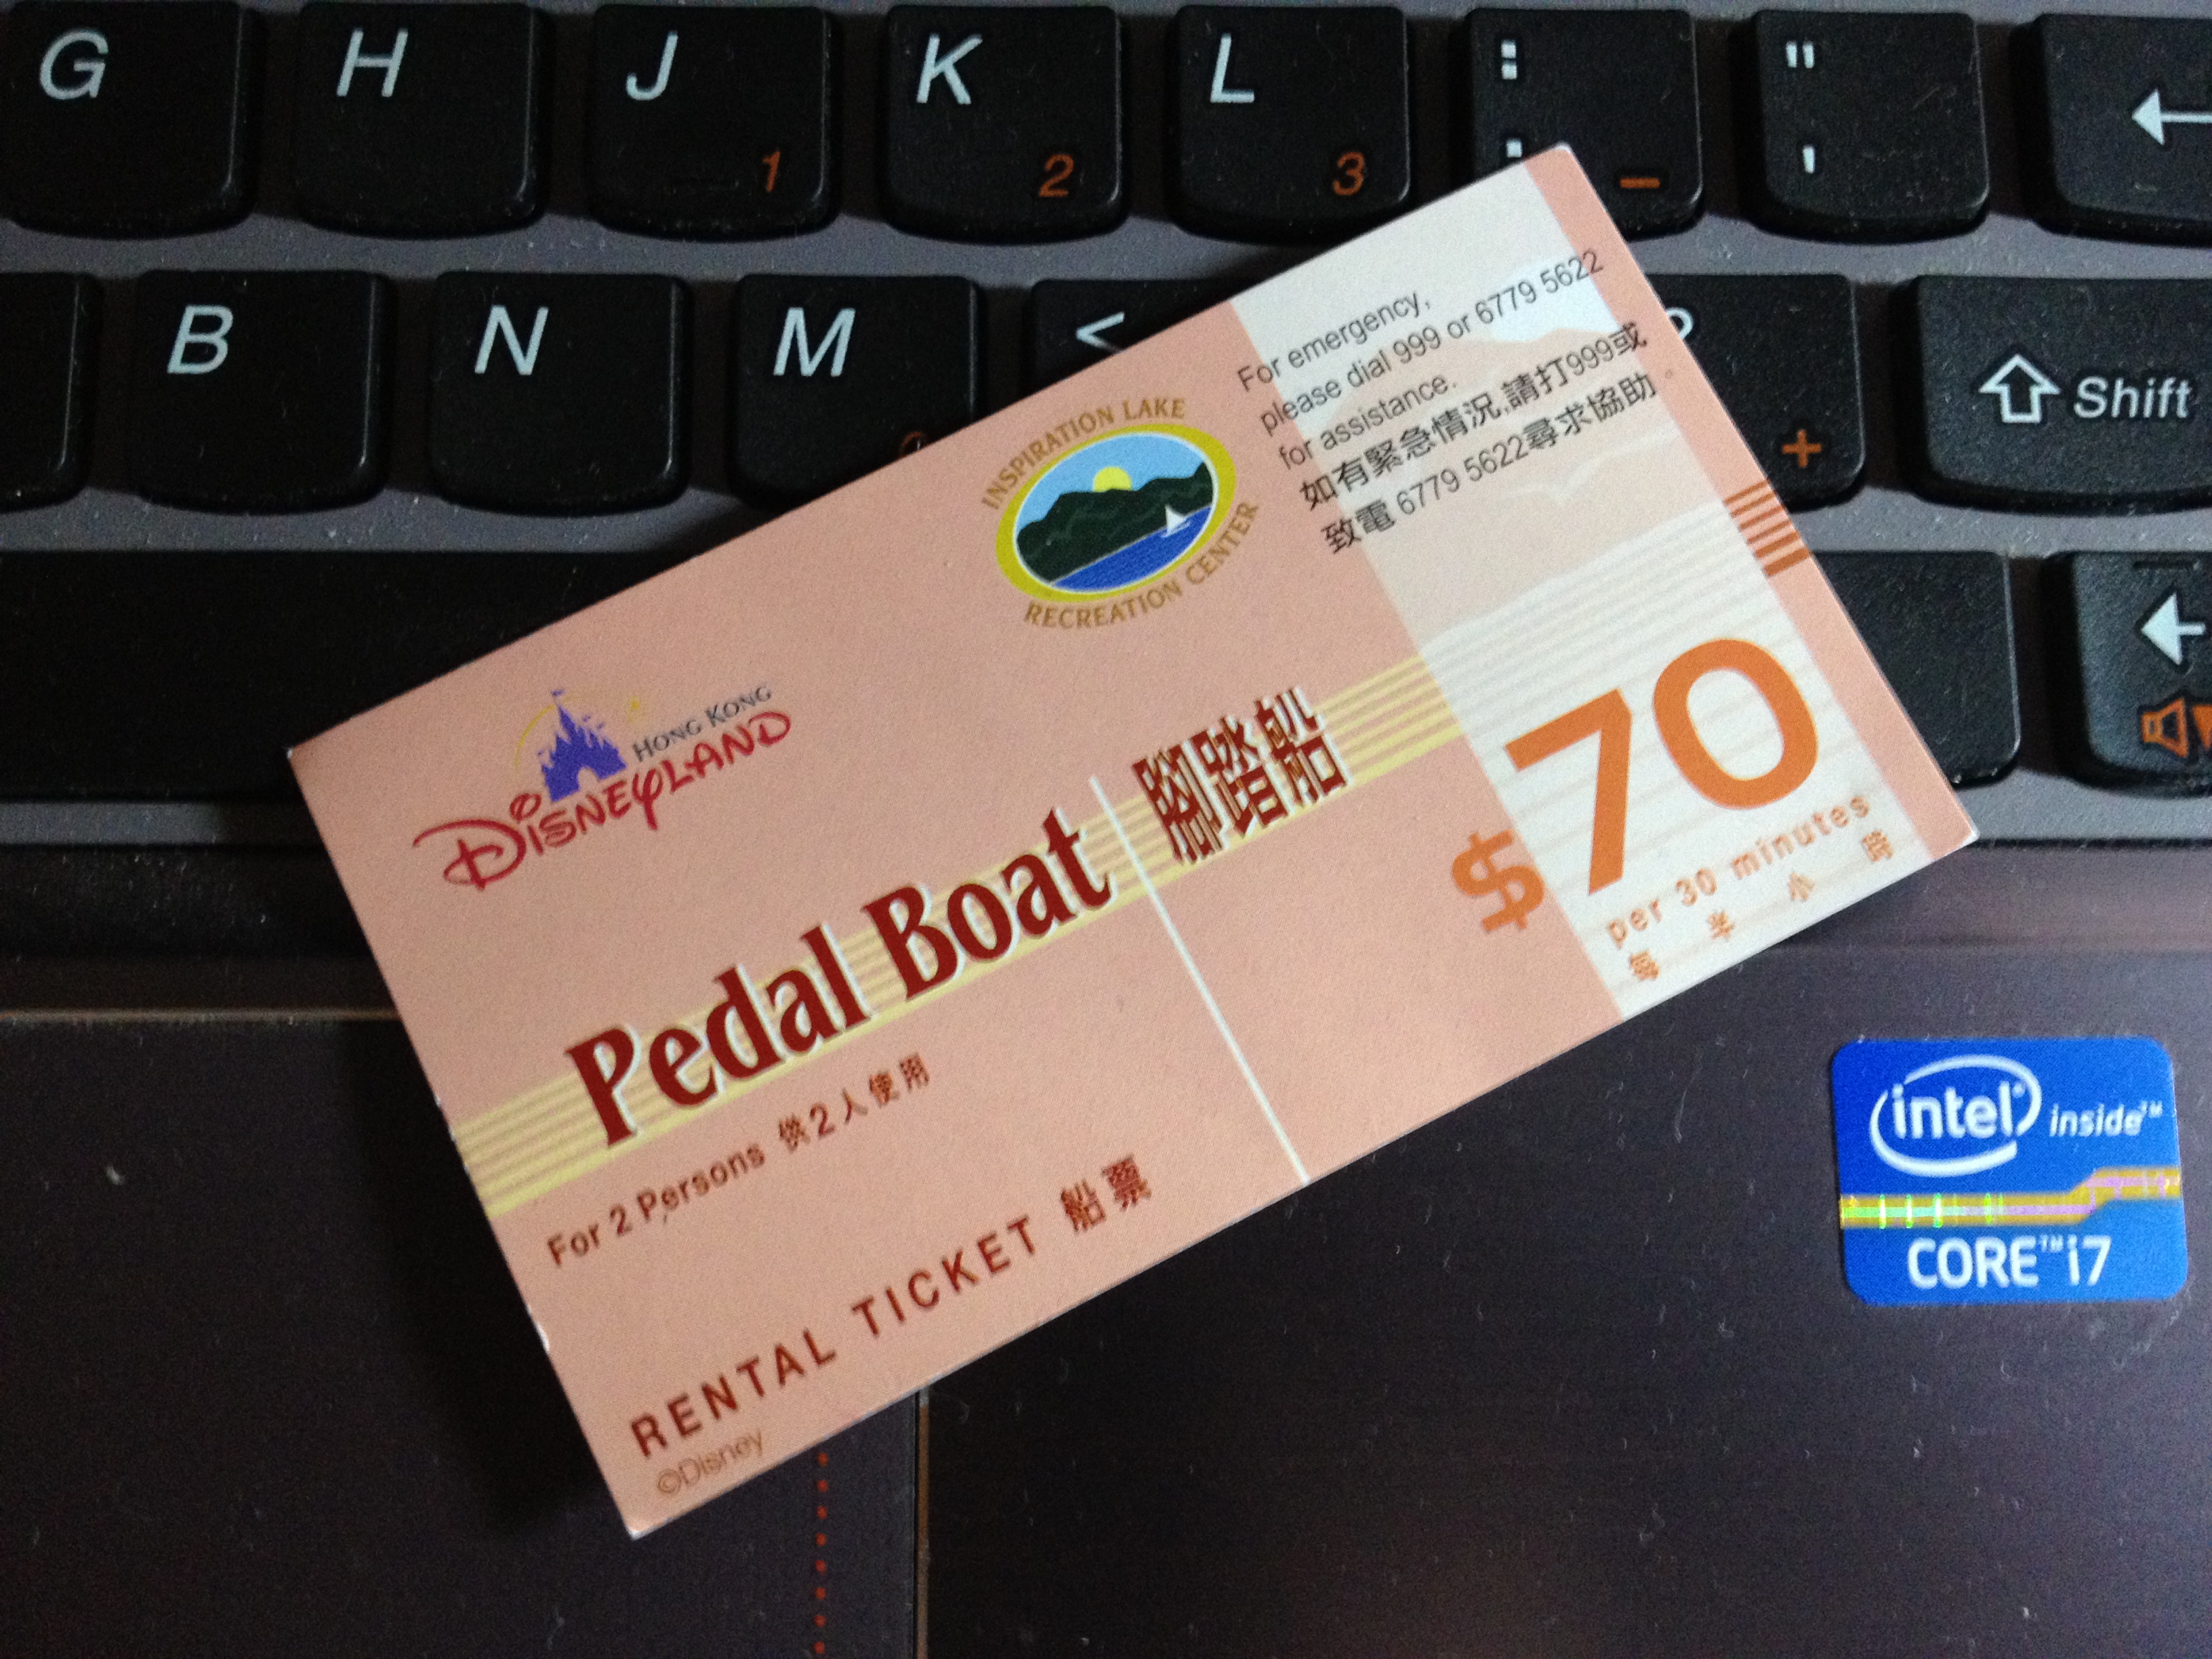 G H J K L : "
1 2 3 ; - '
B N M <
+
Shift
INSPIRATION LAKE
RECREATION CENTER
For emergency,
please dial 999 or 6779 5622
for assistance.
如有緊急情況,請打999或
致電 6779 5622尋求協助。
HONG KONG
DISNEYLAND
Pedal Boat 腳踏船
For 2 Persons 供2人使用
$70
per 30 minutes
每半小時
RENTAL TICKET 船票
©Disney
intel® inside™
CORE™ i7